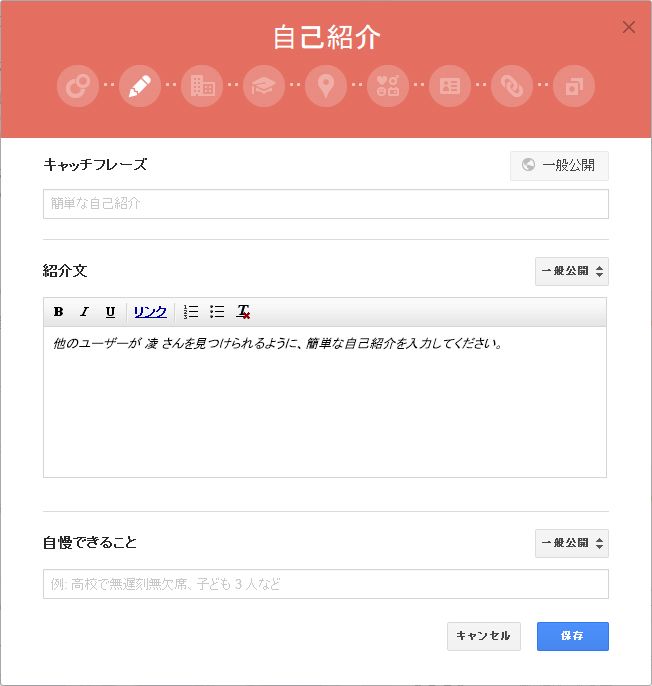 自己紹介
キャッチフレーズ
一般公開
簡単な自己紹介
紹介文
一般公開
B I U リンク
他のユーザーが 凌 さんを見つけられるように、簡単な自己紹介を入力してください。
自慢できること
一般公開
例: 高校で無遅刻無欠席、子ども 3 人など
キャンセル
保存